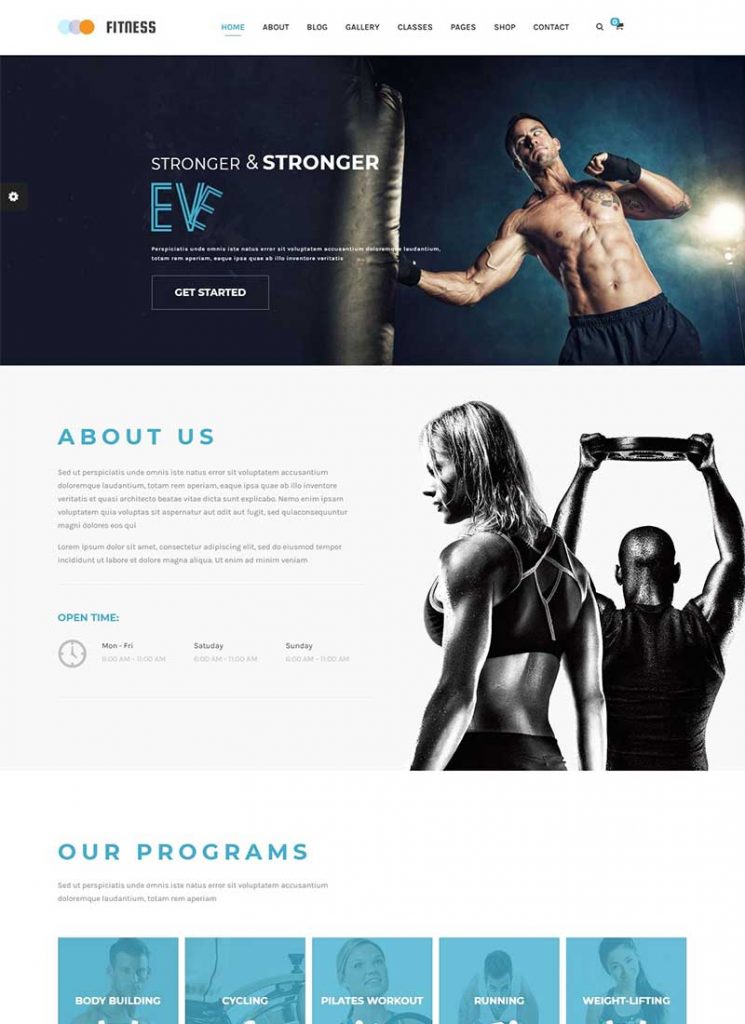 FITNESS
HOME ABOUT BLOG GALLERY CLASSES PAGES SHOP CONTACT
0
STRONGER & STRONGER
EVE
Perspiciatis unde omnis iste natus error sit voluptatem accusantium doloremque laudantium,
totam rem aperiam, eaque ipsa quae ab illo inventore veritatis
GET STARTED
ABOUT US
Sed ut perspiciatis unde omnis iste natus error sit voluptatem accusantium
doloremque laudantium, totam rem aperiam, eaque ipsa quae ab illo inventore
veritatis et quasi architecto beatae vitae dicta sunt explicabo. Nemo enim ipsam
voluptatem quia voluptas sit aspernatur aut odit aut fugit, sed quiaconsequuntur
magni dolores eos qui
Lorem ipsum dolor sit amet, consectetur adipiscing elit, sed do eiusmod tempor
incididunt ut labore et dolore magna aliqua. Ut enim ad minim veniam
OPEN TIME:
Mon - Fri Satuday Sunday
6:00 AM - 11:00 AM 6:00 AM - 11:00 AM 6:00 AM - 11:00 AM
OUR PROGRAMS
Sed ut perspiciatis unde omnis iste natus error sit voluptatem accusantium
doloremque laudantium, totam rem aperiam
BODY BUILDING CYCLING PILATES WORKOUT RUNNING WEIGHT-LIFTING